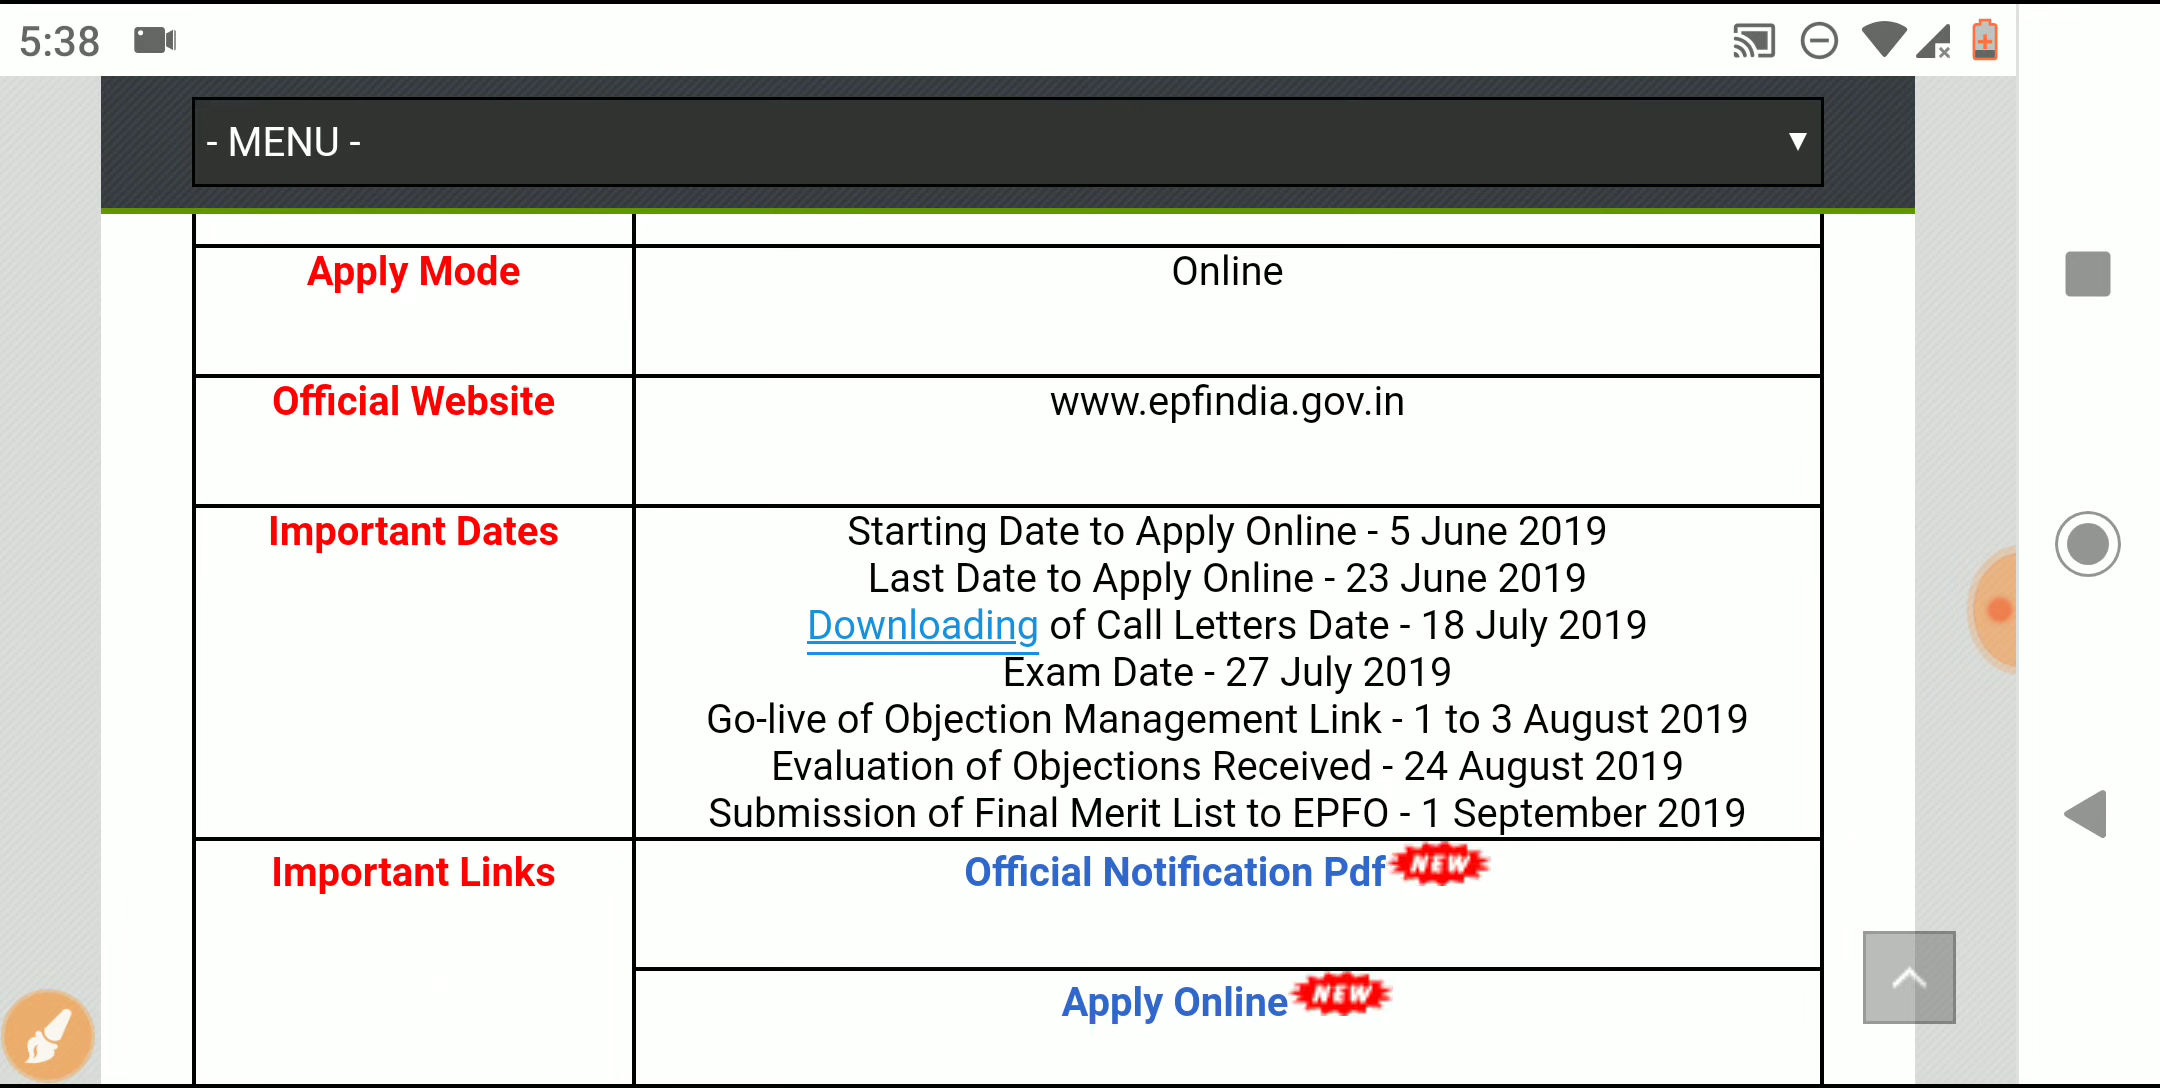 5:38
- MENU -
Apply Mode
Online
Official Website
www.epfindia.gov.in
Important Dates
Starting Date to Apply Online - 5 June 2019
Last Date to Apply Online - 23 June 2019
Downloading of Call Letters Date - 18 July 2019
Exam Date - 27 July 2019
Go-live of Objection Management Link - 1 to 3 August 2019
Evaluation of Objections Received - 24 August 2019
Submission of Final Merit List to EPFO - 1 September 2019
Important Links
Official Notification Pdf NEW
Apply Online NEW